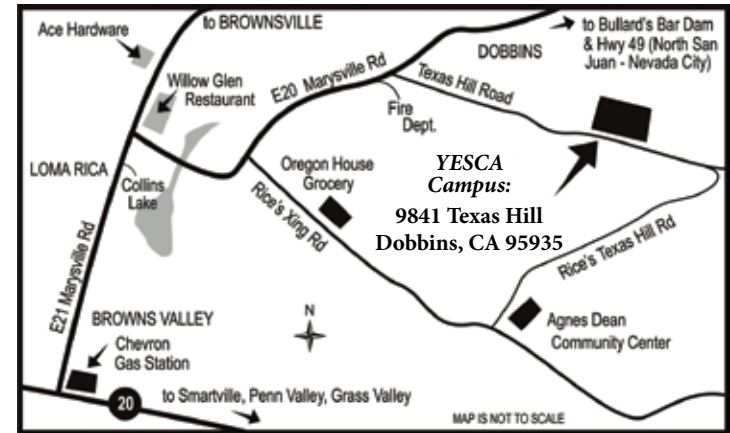 to BROWNSVILLE
Ace Hardware
to Bullard's Bar Dam
& Hwy 49 (North San
Juan - Nevada City)
DOBBINS
E20 Marysville Rd
Texas Hill Road
Willow Glen
Restaurant
Fire
Dept.
LOMA RICA
Collins
Lake
Oregon House
Grocery
YESCA
Campus:
9841 Texas Hill
Dobbins, CA 95935
Rice's Xing Rd
Rice's Texas Hill Rd
E21 Marysville Rd
BROWNS VALLEY
Chevron
Gas Station
N
Agnes Dean
Community Center
20
to Smartville, Penn Valley, Grass Valley
MAP IS NOT TO SCALE